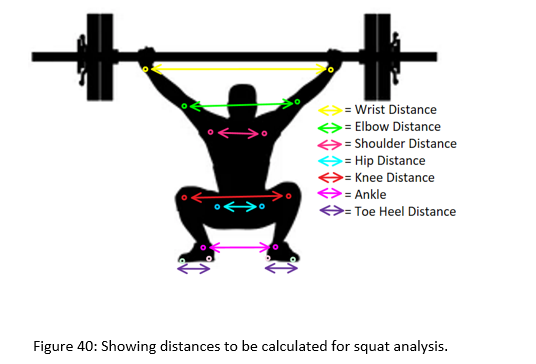 = Wrist Distance
= Elbow Distance
= Shoulder Distance
= Hip Distance
= Knee Distance
= Ankle
= Toe Heel Distance
Figure 40: Showing distances to be calculated for squat analysis.